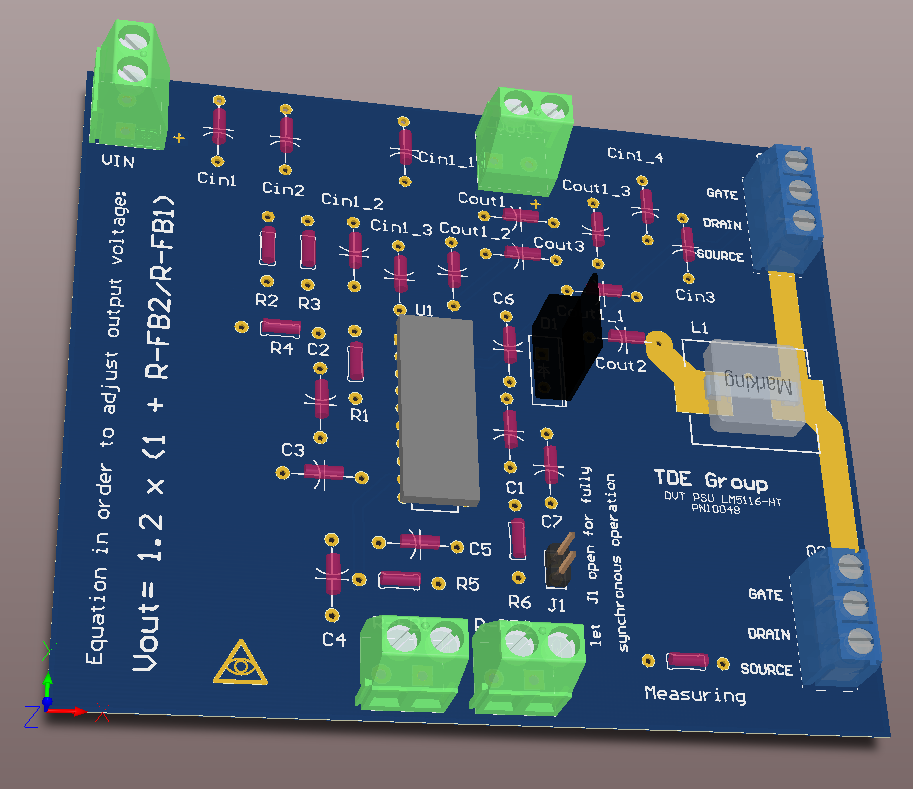 VIN
Cin1
Cin2
Cin1_1
Cin1_4
Cin1_2
Cout1
Cout1_3
GATE
Cin1_3
Cout1_2
Cout3
DRAIN
SOURCE
Cin3
R2
R3
U1
C6
L1
R4
C2
Cout2
Marking
R1
C3
C1
C7
TDE Group
DVT PSU LM5116-HT
PN10048
C5
R5
R6
J1
C4
let J1 open for fully
synchronous operation
GATE
DRAIN
SOURCE
Measuring
Equation in order to adjust output voltage:
Vout= 1.2 x (1 + R-FB2/R-FB1)
Z
X